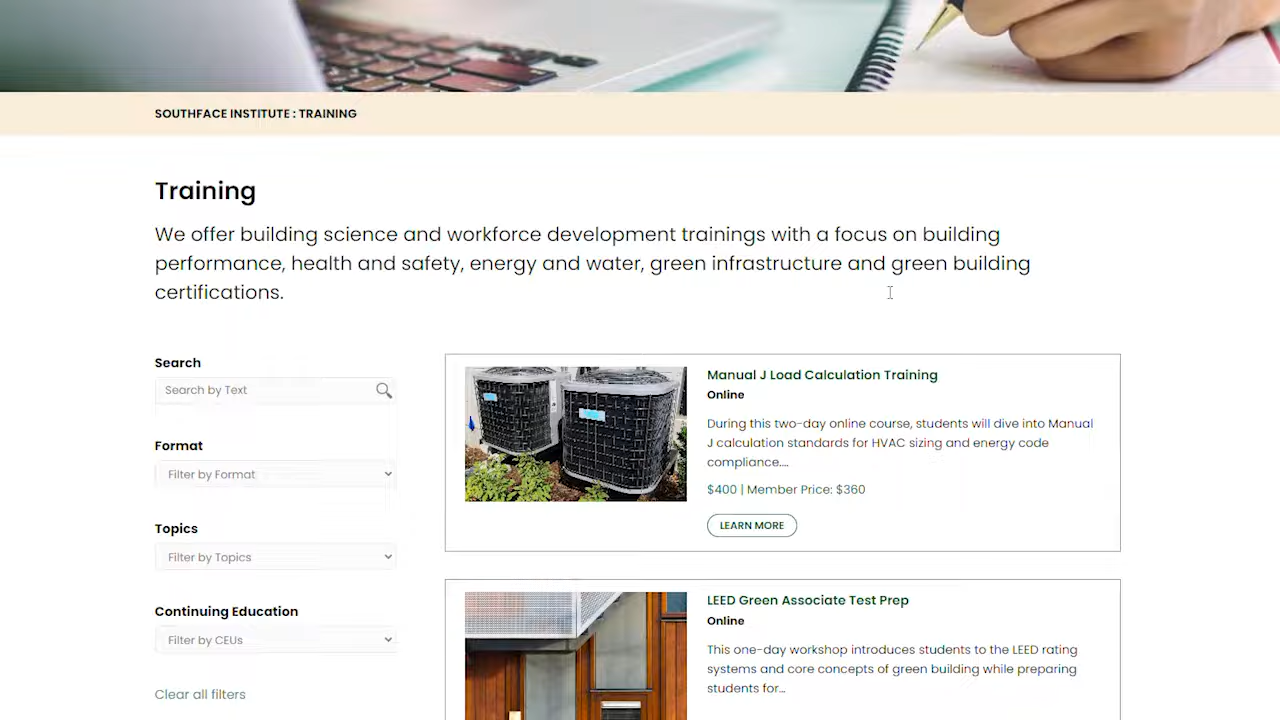 SOUTHFACE INSTITUTE : TRAINING
Training
We offer building science and workforce development trainings with a focus on building
performance, health and safety, energy and water, green infrastructure and green building
certifications.
Search
Search by Text
Format
Filter by Format
Topics
Filter by Topics
Continuing Education
Filter by CEUs
Clear all filters
Manual J Load Calculation Training
Online
During this two-day online course, students will dive into Manual
J calculation standards for HVAC sizing and energy code
compliance....
$400 | Member Price: $360
LEARN MORE
LEED Green Associate Test Prep
Online
This one-day workshop introduces students to the LEED rating
systems and core concepts of green building while preparing
students for...